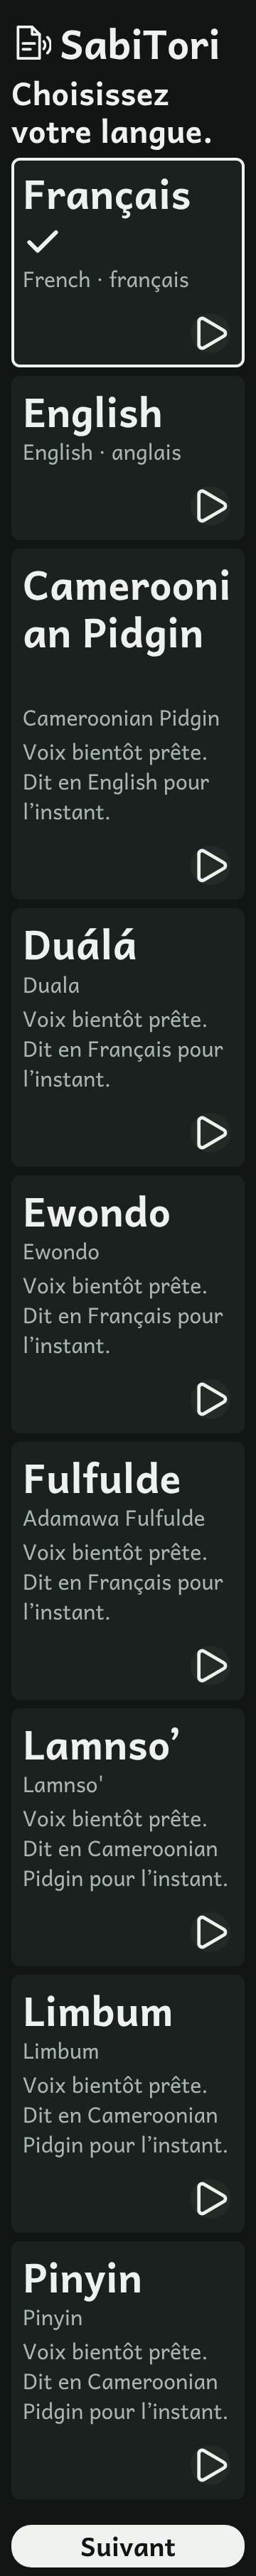 SabiTori
Choisissez
votre langue.
Français
French · français
English
English · anglais
Camerooni
an Pidgin
Cameroonian Pidgin
Voix bientôt prête.
Dit en English pour
l’instant.
Duálá
Duala
Voix bientôt prête.
Dit en Français pour
l’instant.
Ewondo
Ewondo
Voix bientôt prête.
Dit en Français pour
l’instant.
Fulfulde
Adamawa Fulfulde
Voix bientôt prête.
Dit en Français pour
l’instant.
Lamnso’
Lamnso'
Voix bientôt prête.
Dit en Cameroonian
Pidgin pour l’instant.
Limbum
Limbum
Voix bientôt prête.
Dit en Cameroonian
Pidgin pour l’instant.
Pinyin
Pinyin
Voix bientôt prête.
Dit en Cameroonian
Pidgin pour l’instant.
Suivant